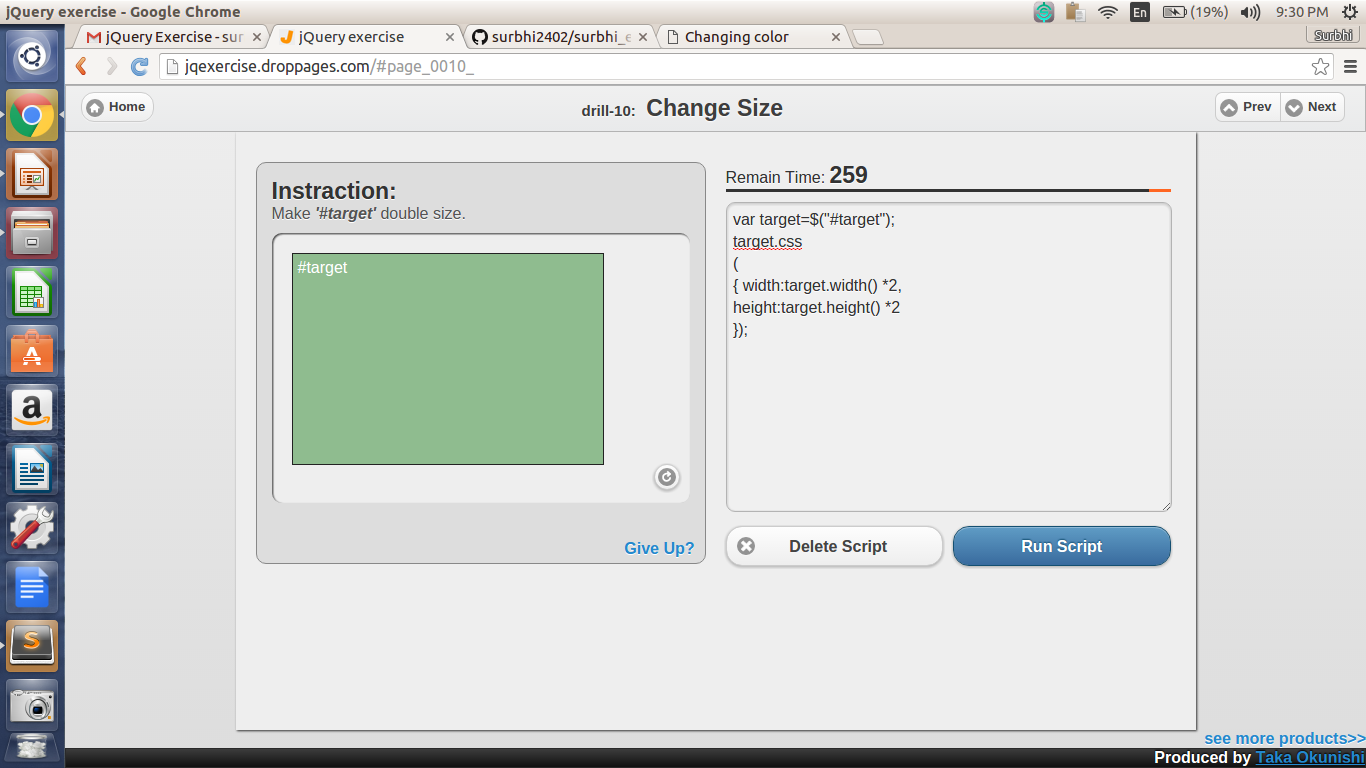 jQuery exercise - Google Chrome
En
(19%)
9:30 PM
jQuery Exercise - sur
jQuery exercise
surbhi2402/surbhi_e
Changing color
Surbhi
jqexercise.droppages.com/#page_0010_
Home
drill-10: Change Size
Prev
Next
Instraction:
Make '#target' double size.
#target
Give Up?
Remain Time: 259
var target=$("#target");
target.css
(
{ width:target.width() *2,
height:target.height() *2
});
Delete Script
Run Script
see more products>>
Produced by Taka Okunishi